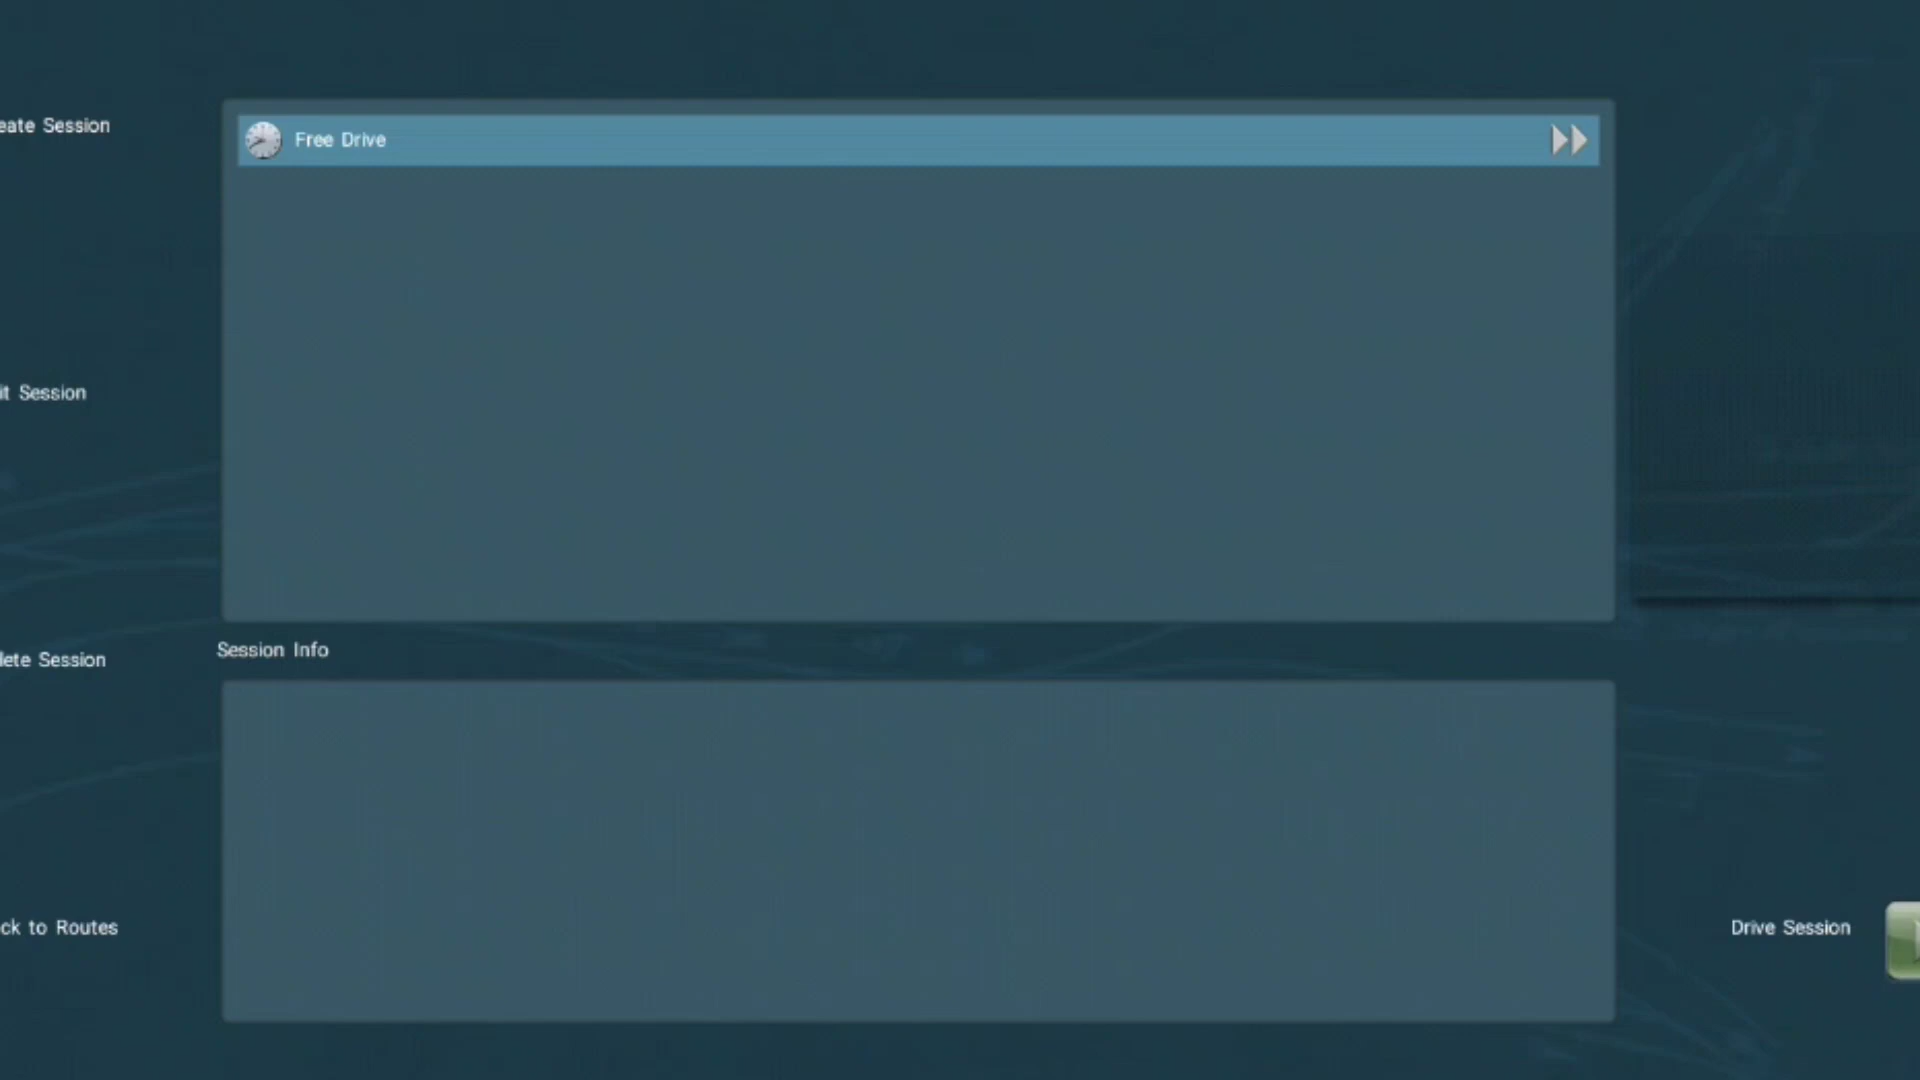 eate Session
Free Drive
it Session
Session Info
lete Session
ck to Routes
Drive Session